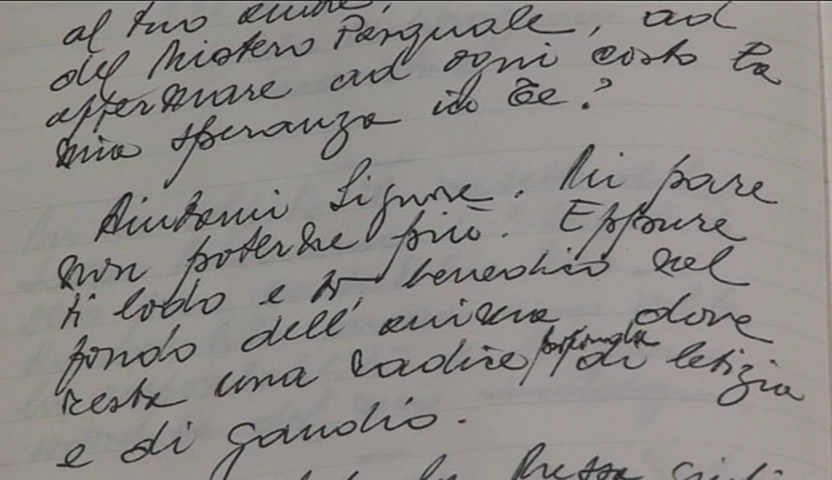 al tuo amore,
del Mistero Pasquale, ad
affermare ad ogni costo la
mia speranza in Te?
Aiutami Signore. Mi pare
non poterne più. Eppure
ti lodo e ti benedico nel
fondo dell'anima dove
resta una radice profonda di letizia
e di gaudio.